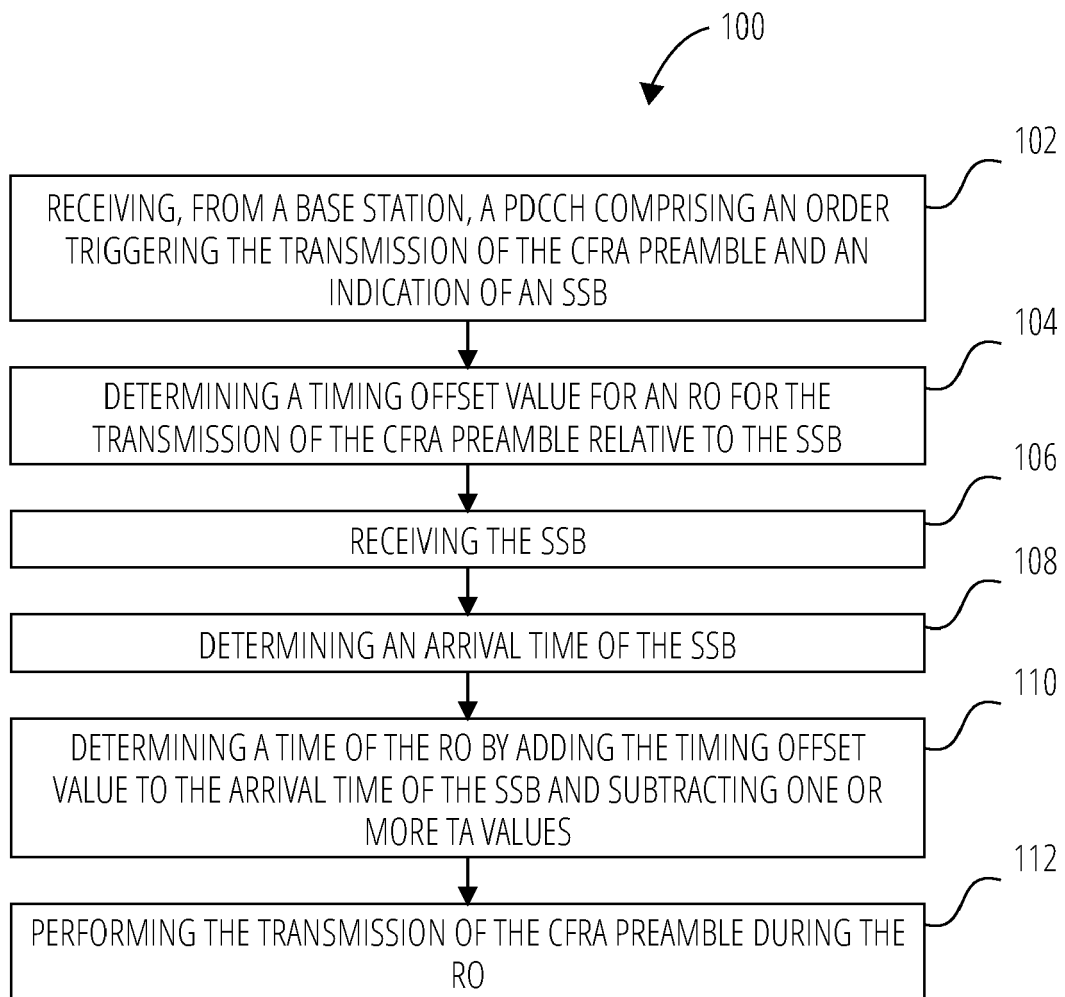 100
102
RECEIVING, FROM A BASE STATION, A PDCCH COMPRISING AN ORDER
TRIGGERING THE TRANSMISSION OF THE CFRA PREAMBLE AND AN
INDICATION OF AN SSB
104
DETERMINING A TIMING OFFSET VALUE FOR AN RO FOR THE
TRANSMISSION OF THE CFRA PREAMBLE RELATIVE TO THE SSB
106
RECEIVING THE SSB
108
DETERMINING AN ARRIVAL TIME OF THE SSB
110
DETERMINING A TIME OF THE RO BY ADDING THE TIMING OFFSET
VALUE TO THE ARRIVAL TIME OF THE SSB AND SUBTRACTING ONE OR
MORE TA VALUES
112
PERFORMING THE TRANSMISSION OF THE CFRA PREAMBLE DURING THE
RO